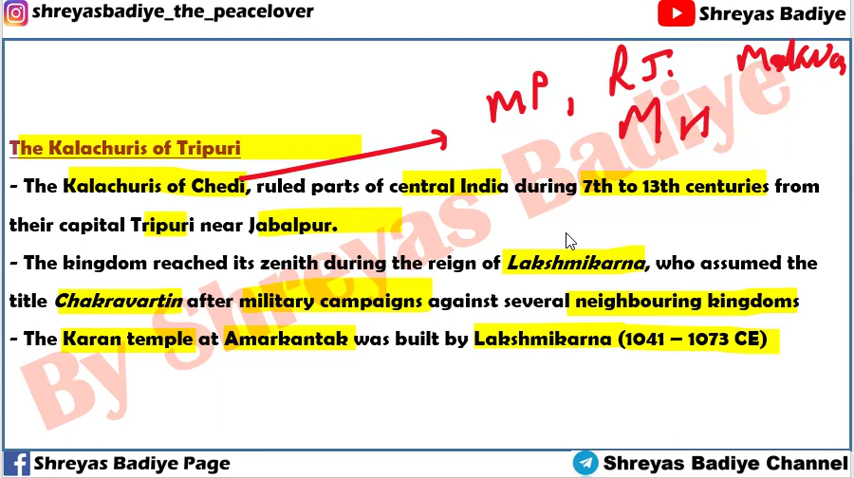 shreyasbadiye_the_peacelover
Shreyas Badiye
MP, RJ. Malwa
MH
The Kalachuris of Tripuri
- The Kalachuris of Chedi, ruled parts of central India during 7th to 13th centuries from
their capital Tripuri near Jabalpur.
- The kingdom reached its zenith during the reign of Lakshmikarna, who assumed the
title Chakravartin after military campaigns against several neighbouring kingdoms
- The Karan temple at Amarkantak was built by Lakshmikarna (1041 – 1073 CE)
By Shreyas Badiye
Shreyas Badiye Page
Shreyas Badiye Channel